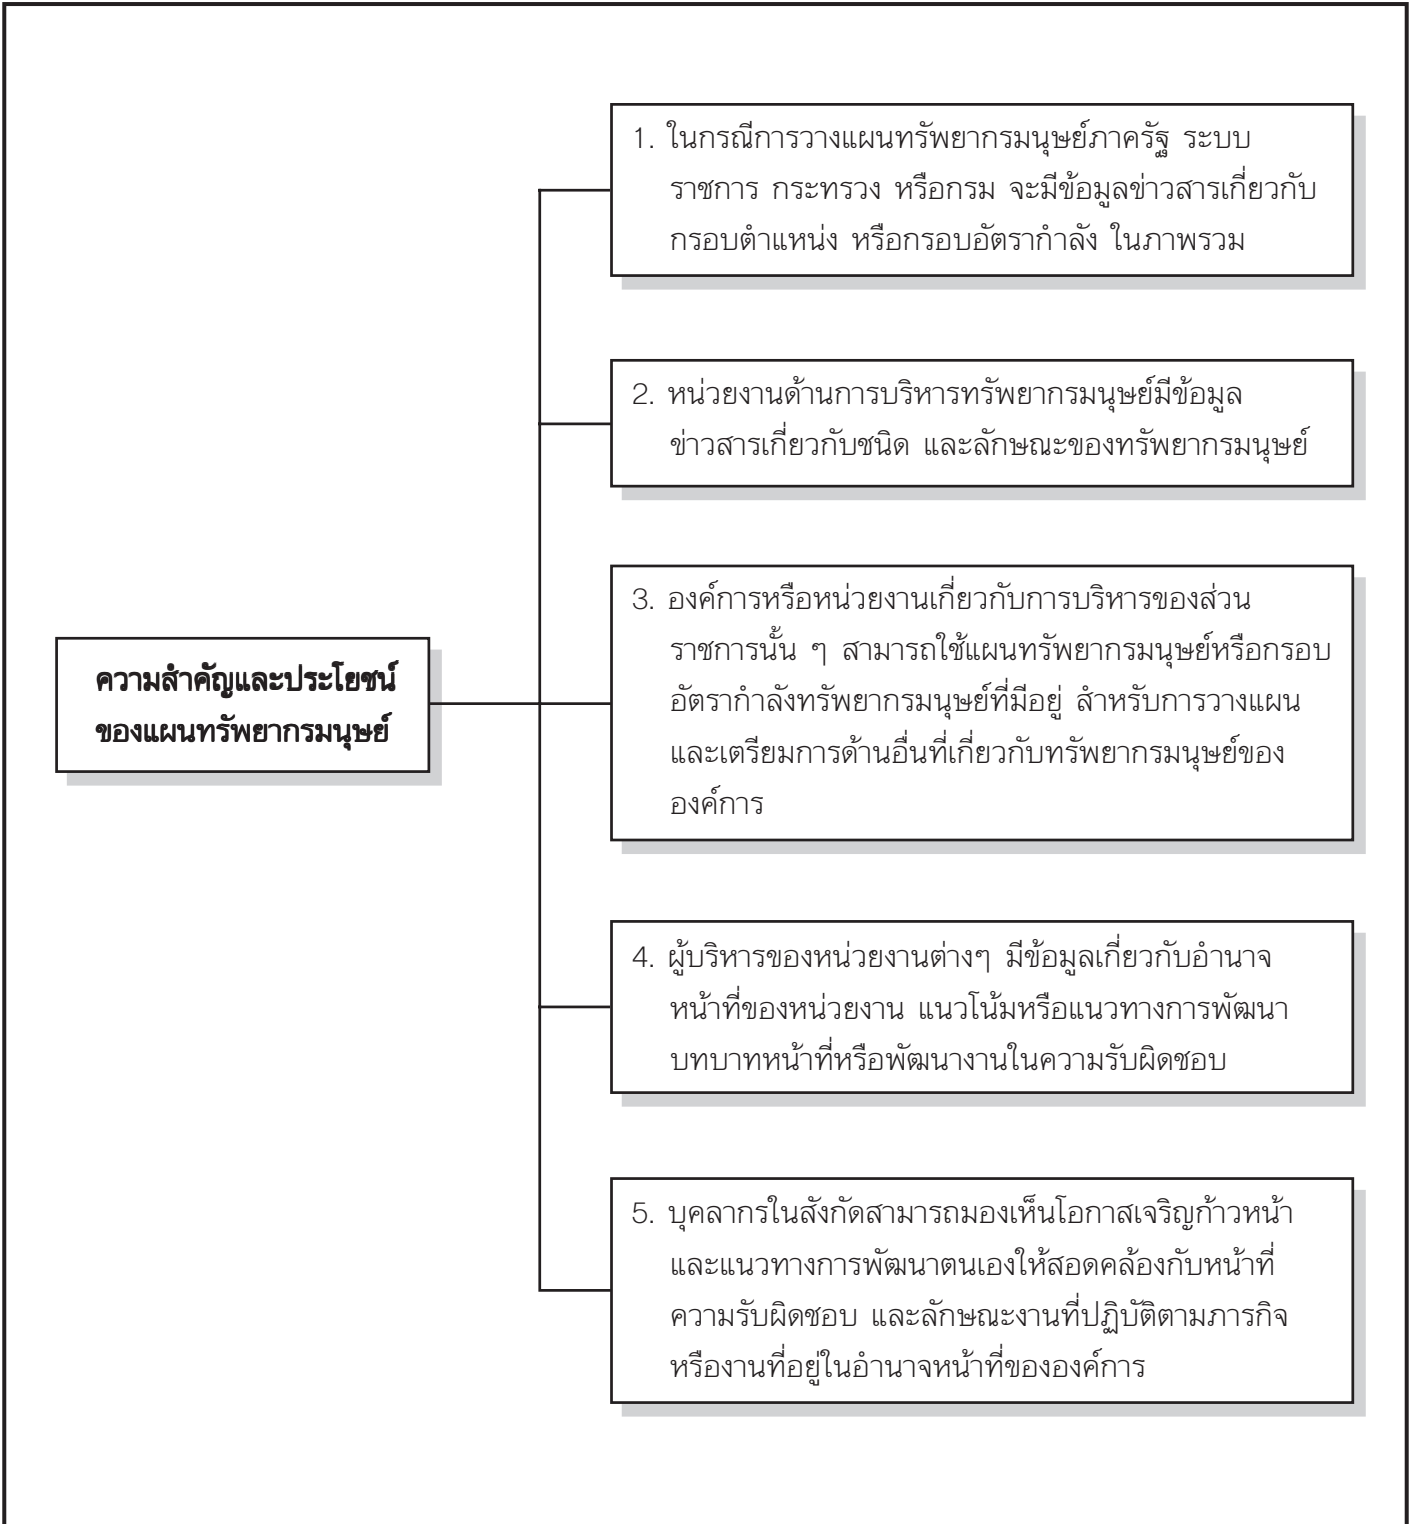 ความสำคัญและประโยชน์
ของแผนทรัพยากรมนุษย์
1. ในกรณีการวางแผนทรัพยากรมนุษย์ภาครัฐ ระบบ
ราชการ กระทรวง หรือกรม จะมีข้อมูลข่าวสารเกี่ยวกับ
กรอบตำแหน่ง หรือกรอบอัตรากำลัง ในภาพรวม
2. หน่วยงานด้านการบริหารทรัพยากรมนุษย์มีข้อมูล
ข่าวสารเกี่ยวกับชนิด และลักษณะของทรัพยากรมนุษย์
3. องค์การหรือหน่วยงานเกี่ยวกับการบริหารของส่วน
ราชการนั้น ๆ สามารถใช้แผนทรัพยากรมนุษย์หรือกรอบ
อัตรากำลังทรัพยากรมนุษย์ที่มีอยู่ สำหรับการวางแผน
และเตรียมการด้านอื่นที่เกี่ยวกับทรัพยากรมนุษย์ของ
องค์การ
4. ผู้บริหารของหน่วยงานต่างๆ มีข้อมูลเกี่ยวกับอำนาจ
หน้าที่ของหน่วยงาน แนวโน้มหรือแนวทางการพัฒนา
บทบาทหน้าที่หรือพัฒนางานในความรับผิดชอบ
5. บุคลากรในสังกัดสามารถมองเห็นโอกาสเจริญก้าวหน้า
และแนวทางการพัฒนาตนเองให้สอดคล้องกับหน้าที่
ความรับผิดชอบ และลักษณะงานที่ปฏิบัติตามภารกิจ
หรืองานที่อยู่ในอำนาจหน้าที่ขององค์การ